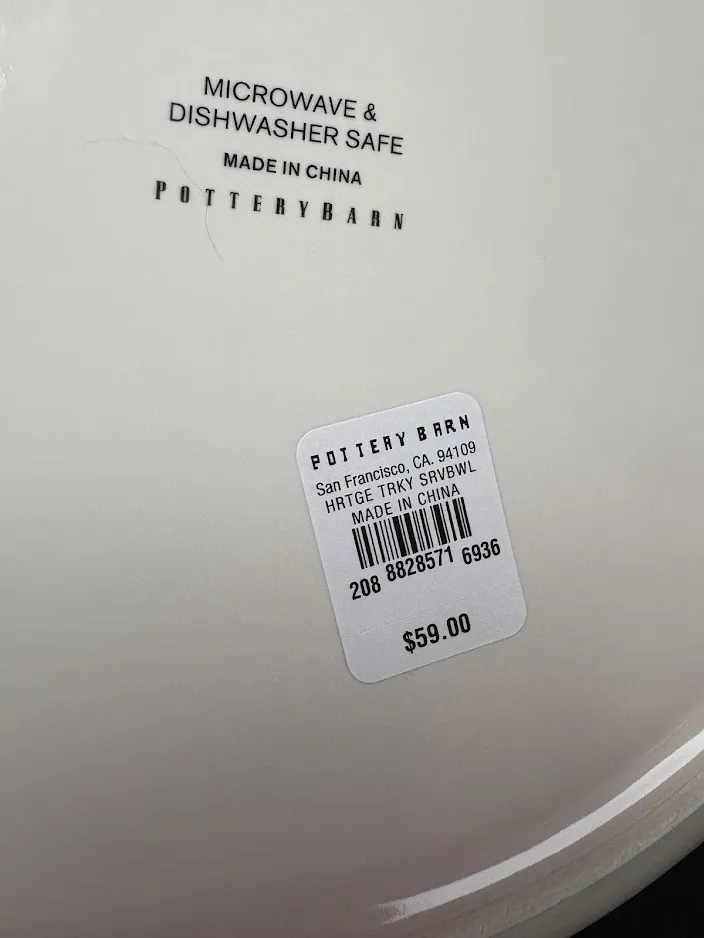 MICROWAVE &
DISHWASHER SAFE
MADE IN CHINA
POTTERYBARN
POTTERY BARN
San Francisco, CA. 94109
HRTGE TRKY SRVBWL
MADE IN CHINA
208 8828571 6936
$59.00